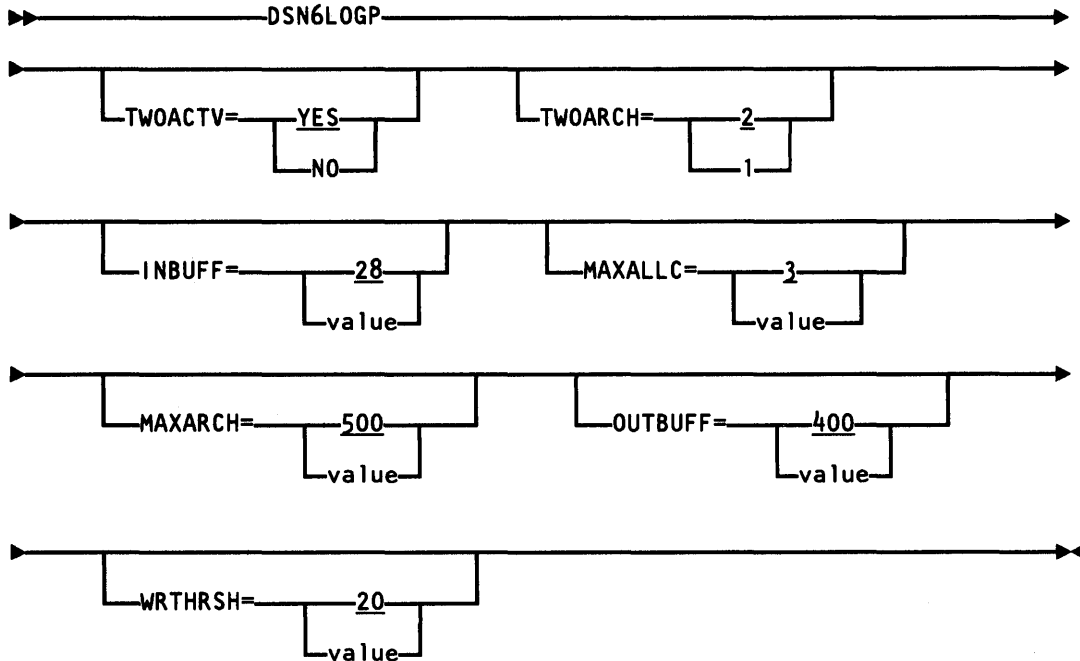 DSN6LOGP
TWOACTV= YES TWOARCH= 2
NO 1
INBUFF= 28 MAXALLC= 3
value value
MAXARCH= 500 OUTBUFF= 400
value value
WRTHRSH= 20
value